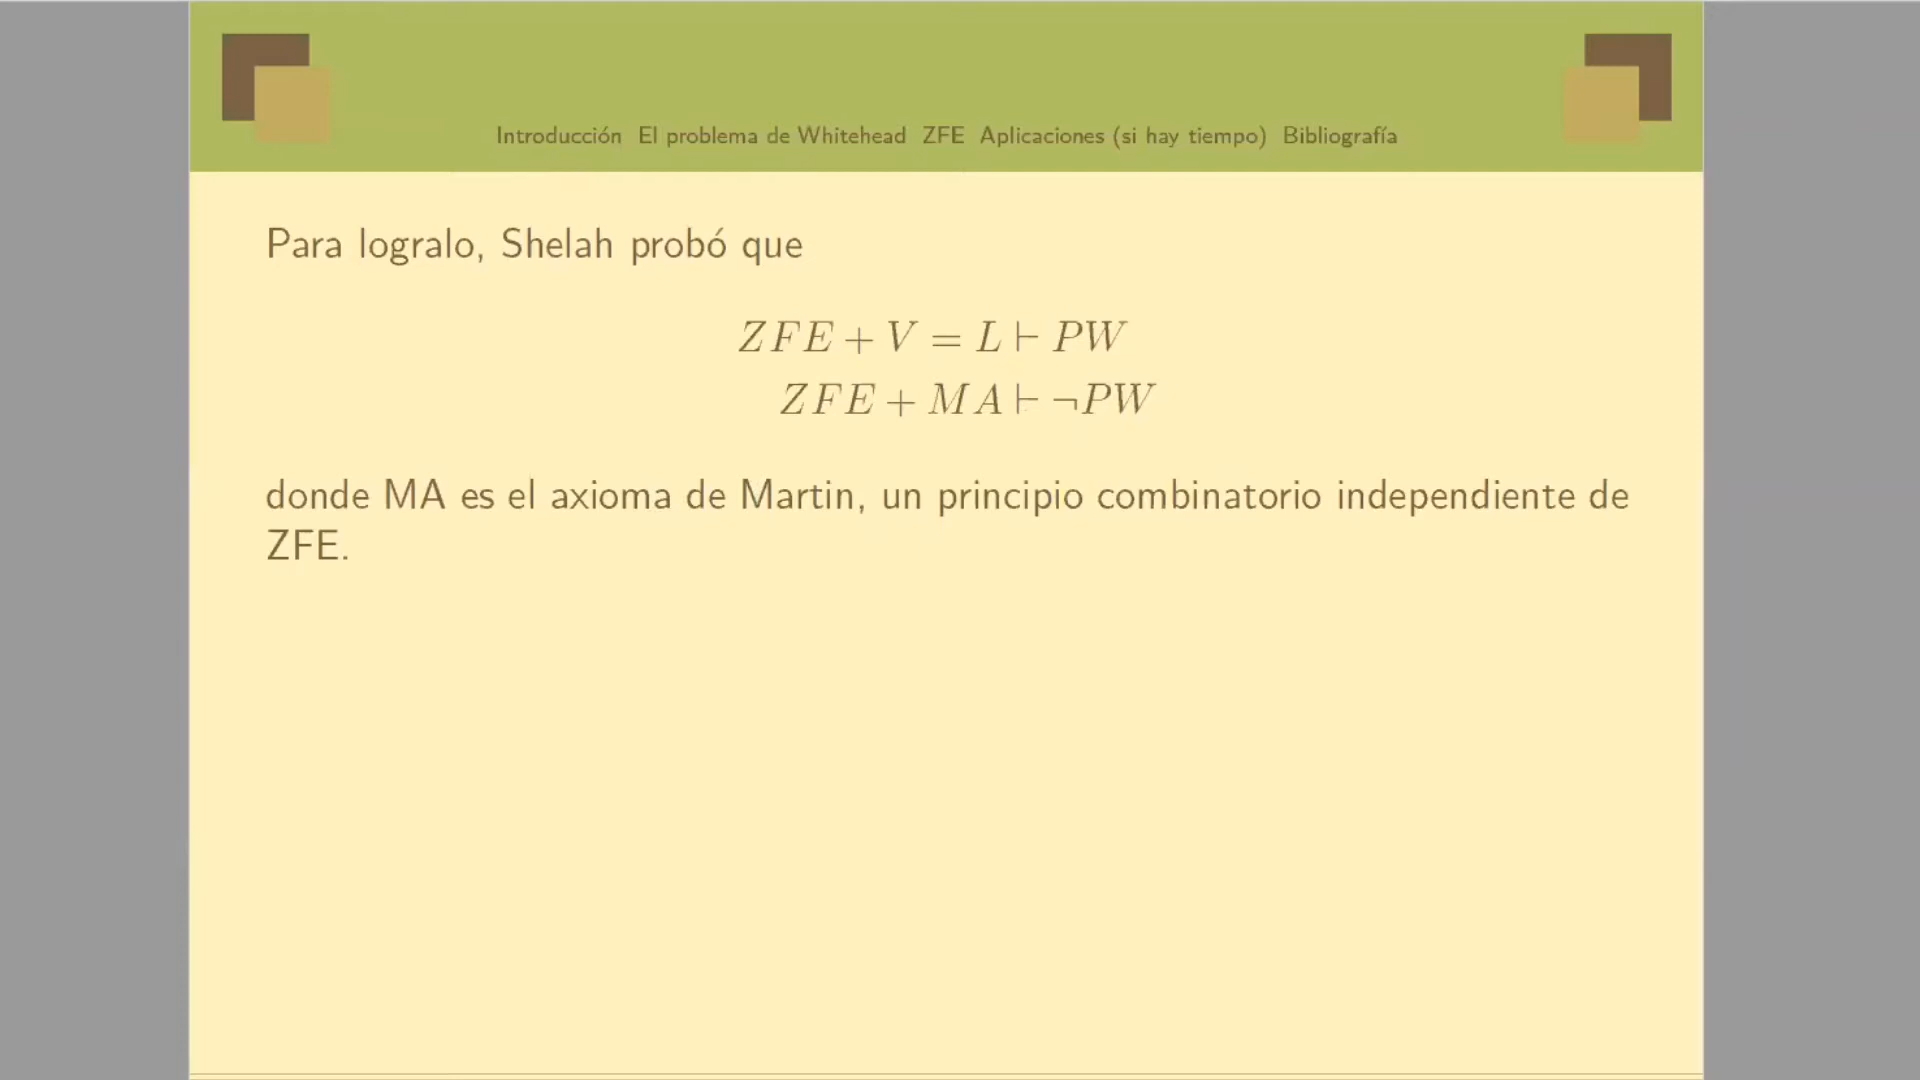 Introducción El problema de Whitehead ZFE Aplicaciones (si hay tiempo) Bibliografía
Para logralo, Shelah probó que
ZFE + V = L ⊢ PW
ZFE + MA ⊢ ¬PW
donde MA es el axioma de Martin, un principio combinatorio independiente de
ZFE.